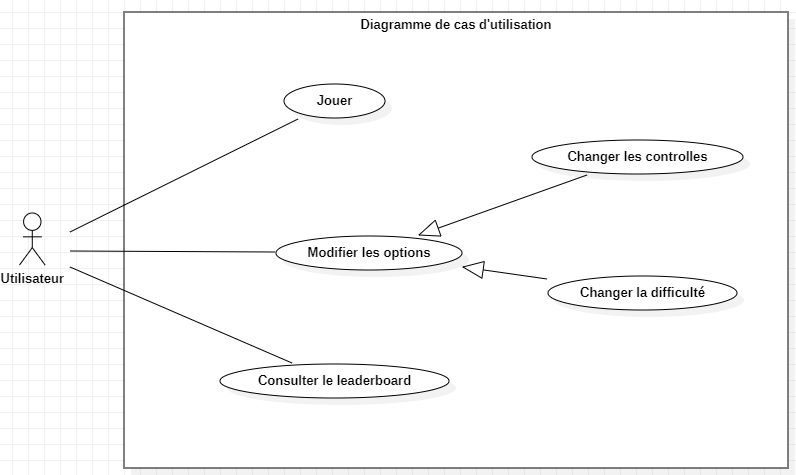 Diagramme de cas d'utilisation
Jouer
Changer les controlles
Modifier les options
Utilisateur
Changer la difficulté
Consulter le leaderboard